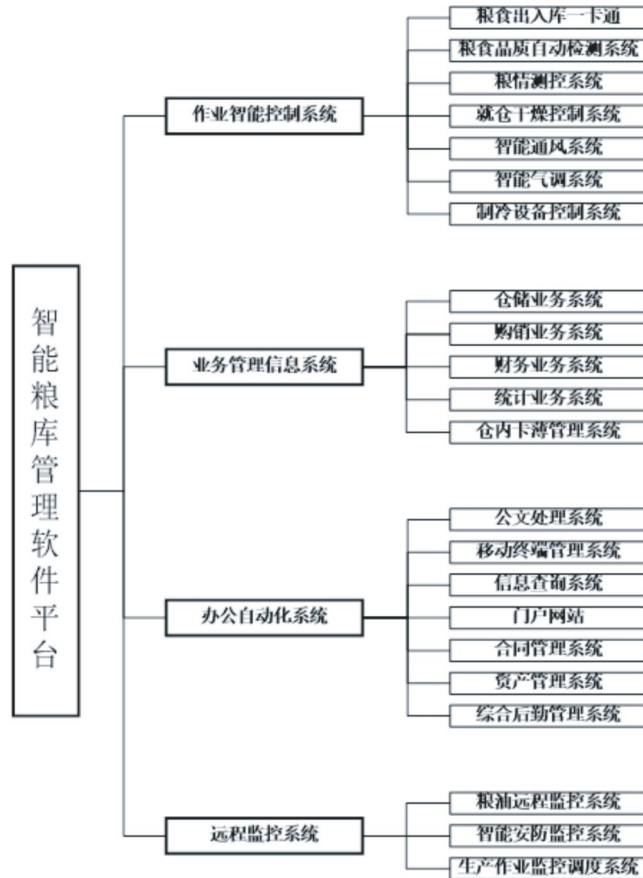 智能粮库管理软件平台
作业智能控制系统
粮食出入库一卡通
粮食品质自动检测系统
粮情测控系统
就仓干燥控制系统
智能通风系统
智能气调系统
制冷设备控制系统
业务管理信息系统
仓储业务系统
购销业务系统
财务业务系统
统计业务系统
仓内卡薄管理系统
办公自动化系统
公文处理系统
移动终端管理系统
信息查询系统
门户网站
合同管理系统
资产管理系统
综合后勤管理系统
远程监控系统
粮油远程监控系统
智能安防监控系统
生产作业监控调度系统